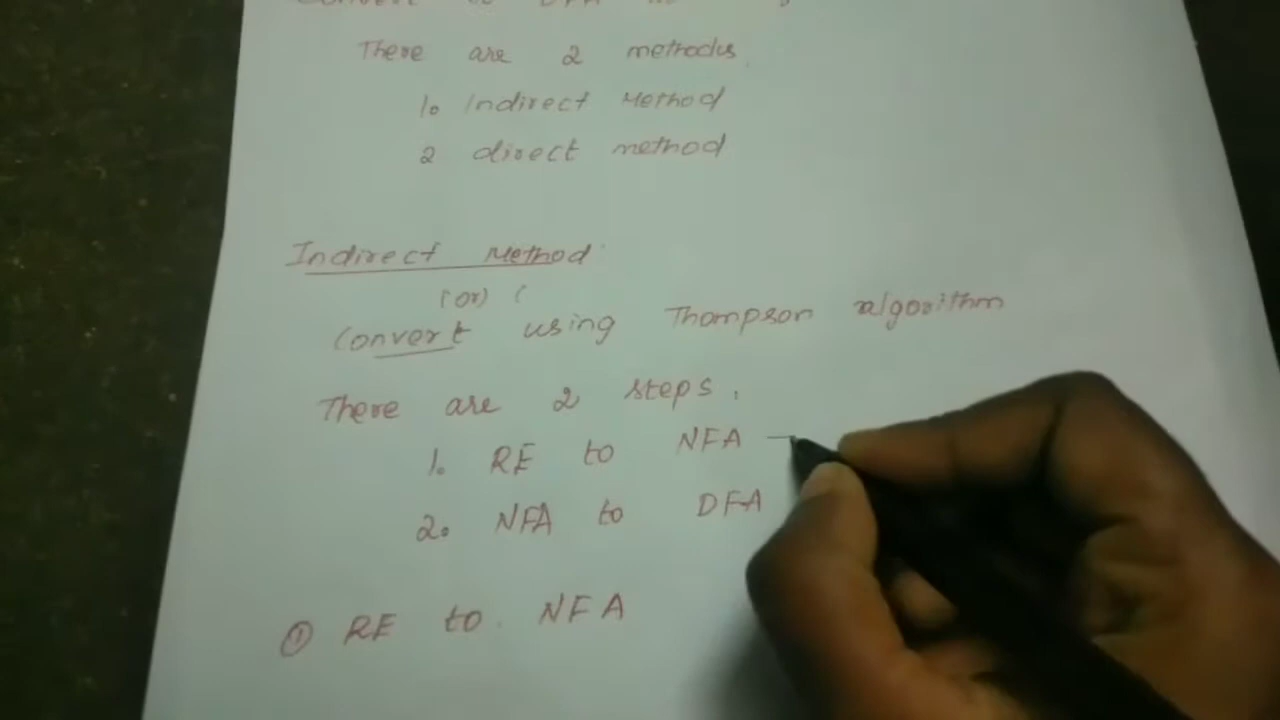 There are 2 methods.
1. Indirect Method
2 direct method
Indirect Method
(or) (
Convert using Thompson algorithm
There are 2 steps.
1. RE to NFA —
2. NFA to DFA
① RE to. NFA